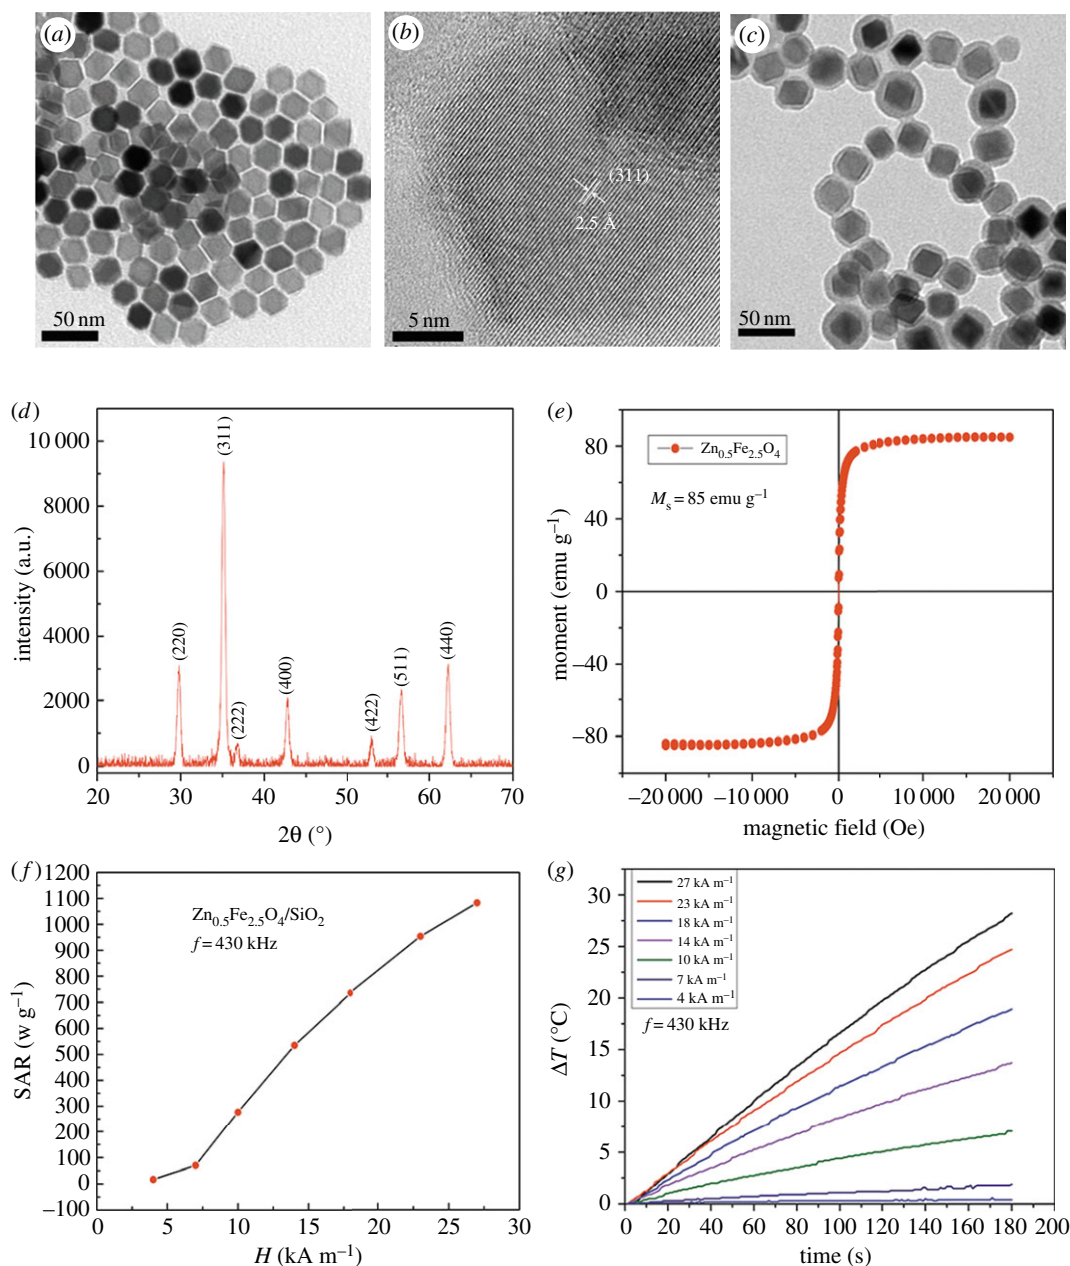 (a)
50 nm
(b)
(311)
2.5 Å
5 nm
(c)
50 nm
(d)
intensity (a.u.)
10 000
8000
6000
4000
2000
0
(220)
(311)
(222)
(400)
(422)
(511)
(440)
20 30 40 50 60 70
2θ (°)
(e)
moment (emu g⁻¹)
80
40
0
−40
−80
Zn₀.₅Fe₂.₅O₄
Mₛ = 85 emu g⁻¹
−20 000 −10 000 0 10 000 20 000
magnetic field (Oe)
(f)
SAR (w g⁻¹)
1200
1100
1000
900
800
700
600
500
400
300
200
100
0
−100
Zn₀.₅Fe₂.₅O₄/SiO₂
f = 430 kHz
0 5 10 15 20 25 30
H (kA m⁻¹)
(g)
ΔT (°C)
30
25
20
15
10
5
0
27 kA m⁻¹
23 kA m⁻¹
18 kA m⁻¹
14 kA m⁻¹
10 kA m⁻¹
7 kA m⁻¹
4 kA m⁻¹
f = 430 kHz
0 20 40 60 80 100 120 140 160 180 200
time (s)